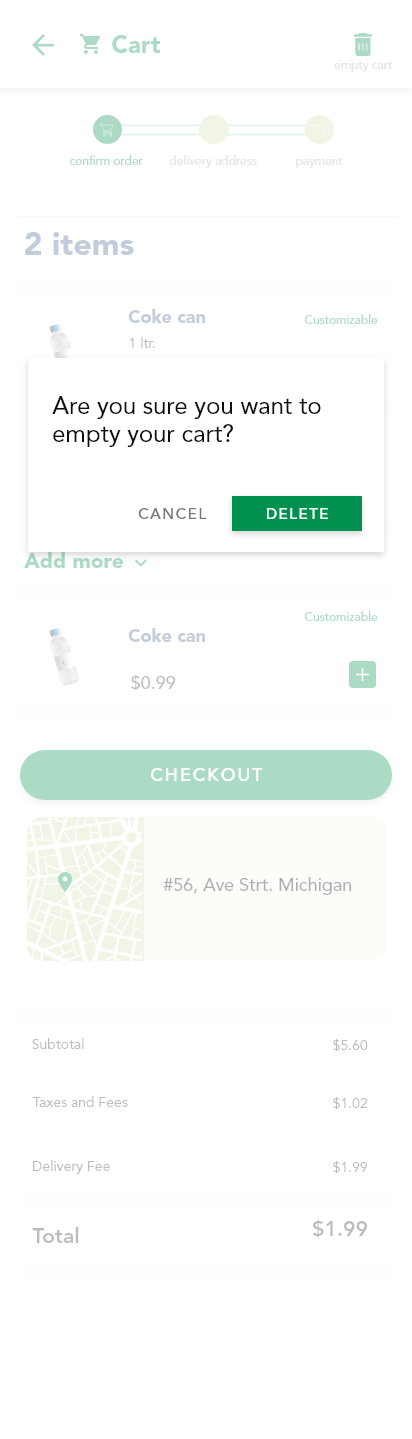 Cart
empty cart
confirm order
delivery address
payment
2 items
Coke can
Customizable
1 ltr.
Are you sure you want to
empty your cart?
CANCEL
DELETE
Add more
Customizable
Coke can
$0.99
CHECKOUT
#56, Ave Strt. Michigan
Subtotal
$5.60
Taxes and Fees
$1.02
Delivery Fee
$1.99
Total
$1.99